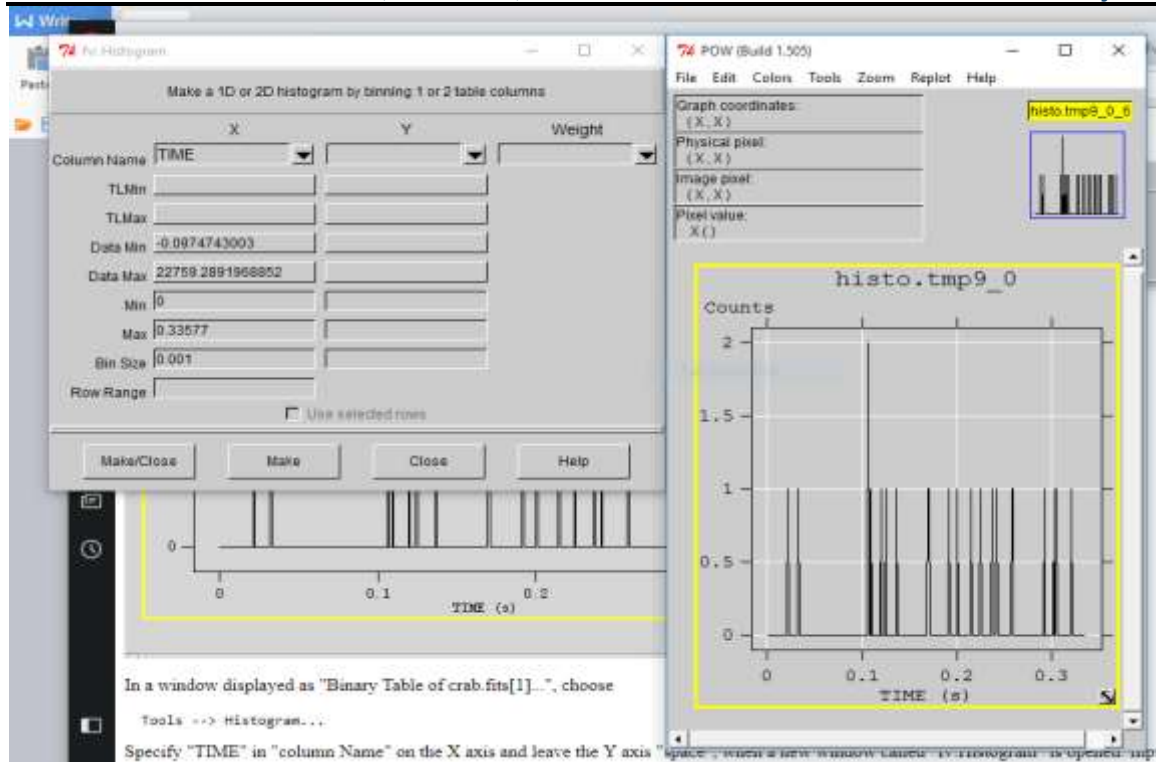 Wri
fv Histogram
Make a 1D or 2D histogram by binning 1 or 2 table columns
X Y Weight
Column Name TIME
TLMin
TLMax
Data Min -0.0974743003
Data Max 22759.2891968852
Min 0
Max 0.33577
Bin Size 0.001
Row Range
Use selected rows
Make/Close Make Close Help
0
0 0.1 0.2
TIME (s)
In a window displayed as "Binary Table of crab.fits[1]...", choose
Tools --> Histogram...
Specify "TIME" in "column Name" on the X axis and leave the Y axis "space", when a new window called "fv:Histogram" is opened.
POW (Build 1.505)
File Edit Colors Tools Zoom Replot Help
Graph coordinates:
(X,X)
Physical pixel:
(X,X)
Image pixel:
(X,X)
Pixel value:
X()
histo.tmp9_0_6
histo.tmp9_0
Counts
2
1.5
1
0.5
0
0 0.1 0.2 0.3
TIME (s)